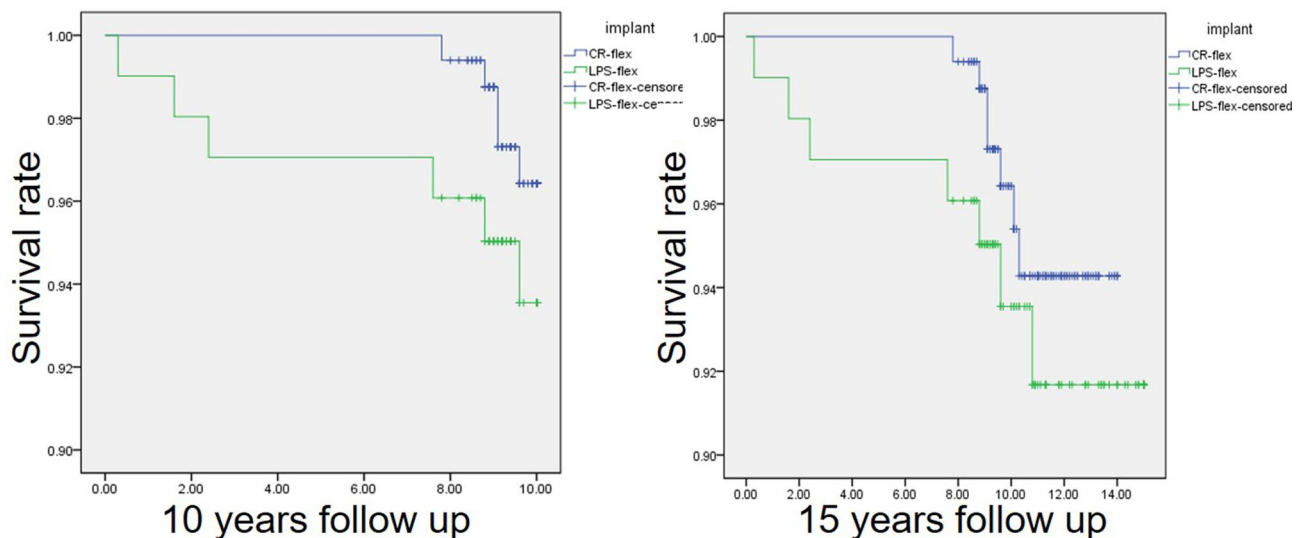 implant
CR-flex
LPS-flex
CR-flex-censore
LPS-flex-ce
Survival rate
1.00
0.98
0.96
0.94
0.92
0.90
0.00 2.00 4.00 6.00 8.00 10.00
10 years follow up
implant
CR-flex
LPS-flex
CR-flex-censored
LPS-flex-censored
Survival rate
1.00
0.98
0.96
0.94
0.92
0.90
0.00 2.00 4.00 6.00 8.00 10.00 12.00 14.00
15 years follow up